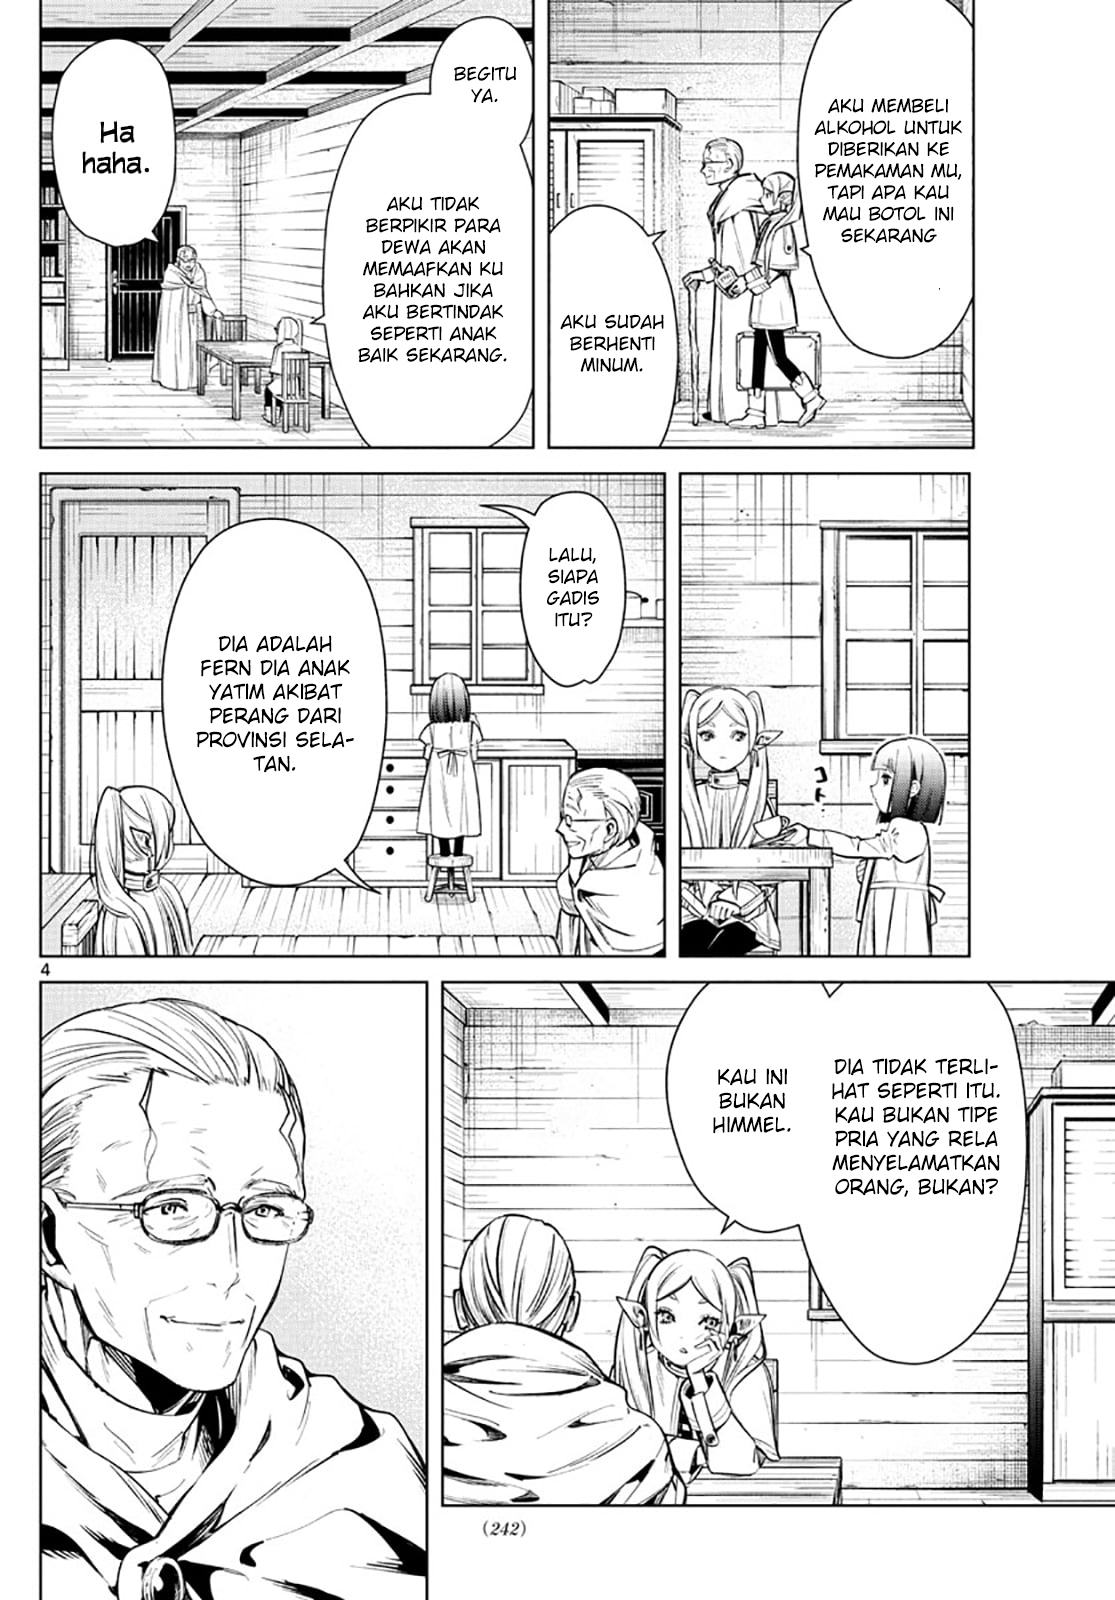 AKU MEMBELI
ALKOHOL UNTUK
DIBERIKAN KE
PEMAKAMAN MU,
TAPI APA KAU
MAU BOTOL INI
SEKARANG
AKU SUDAH
BERHENTI
MINUM.
BEGITU
YA.
AKU TIDAK
BERPIKIR PARA
DEWA AKAN
MEMAAFKAN KU
BAHKAN JIKA
AKU BERTINDAK
SEPERTI ANAK
BAIK SEKARANG.
Ha
haha.
コト
LALU,
SIAPA
GADIS
ITU?
DIA ADALAH
FERN DIA ANAK
YATIM AKIBAT
PERANG DARI
PROVINSI SELA-
TAN.
4
DIA TIDAK TERLI-
HAT SEPERTI ITU.
KAU BUKAN TIPE
PRIA YANG RELA
MENYELAMATKAN
ORANG, BUKAN?
KAU INI
BUKAN
HIMMEL.
(242)